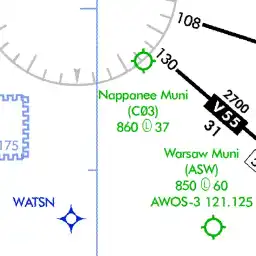 108
130
Nappanee Muni
(CØ3)
860 Ⓛ 37
2700
V55
31
175
Warsaw Muni
(ASW)
850 Ⓛ 60
AWOS-3 121.125
WATSN